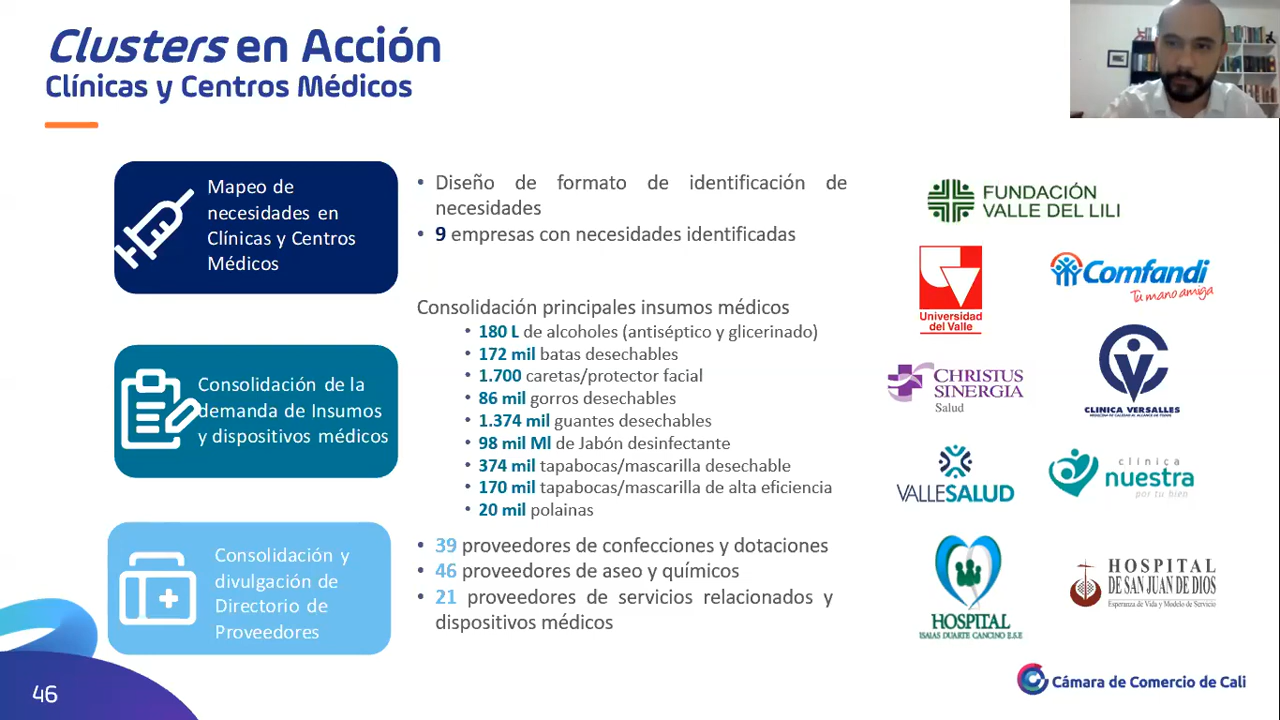 Clusters en Acción
Clínicas y Centros Médicos
Mapeo de
necesidades en
Clínicas y Centros
Médicos
• Diseño de formato de identificación de
necesidades
• 9 empresas con necesidades identificadas
Consolidación de la
demanda de Insumos
y dispositivos médicos
Consolidación principales insumos médicos
• 180 L de alcoholes (antiséptico y glicerinado)
• 172 mil batas desechables
• 1.700 caretas/protector facial
• 86 mil gorros desechables
• 1.374 mil guantes desechables
• 98 mil Ml de Jabón desinfectante
• 374 mil tapabocas/mascarilla desechable
• 170 mil tapabocas/mascarilla de alta eficiencia
• 20 mil polainas
Consolidación y
divulgación de
Directorio de
Proveedores
• 39 proveedores de confecciones y dotaciones
• 46 proveedores de aseo y químicos
• 21 proveedores de servicios relacionados y
dispositivos médicos
FUNDACIÓN
VALLE DEL LILI
Universidad
del Valle
Comfandi
Tu mano amiga
CHRISTUS
SINERGIA
Salud
CLINICA VERSALLES
VALLESALUD
clínica
nuestra
por tu bien
HOSPITAL
ISAIAS DUARTE CANCINO E.S.E
HOSPITAL
DE SAN JUAN DE DIOS
Esperanza de Vida y Modelo de Servicio
46
Cámara de Comercio de Cali